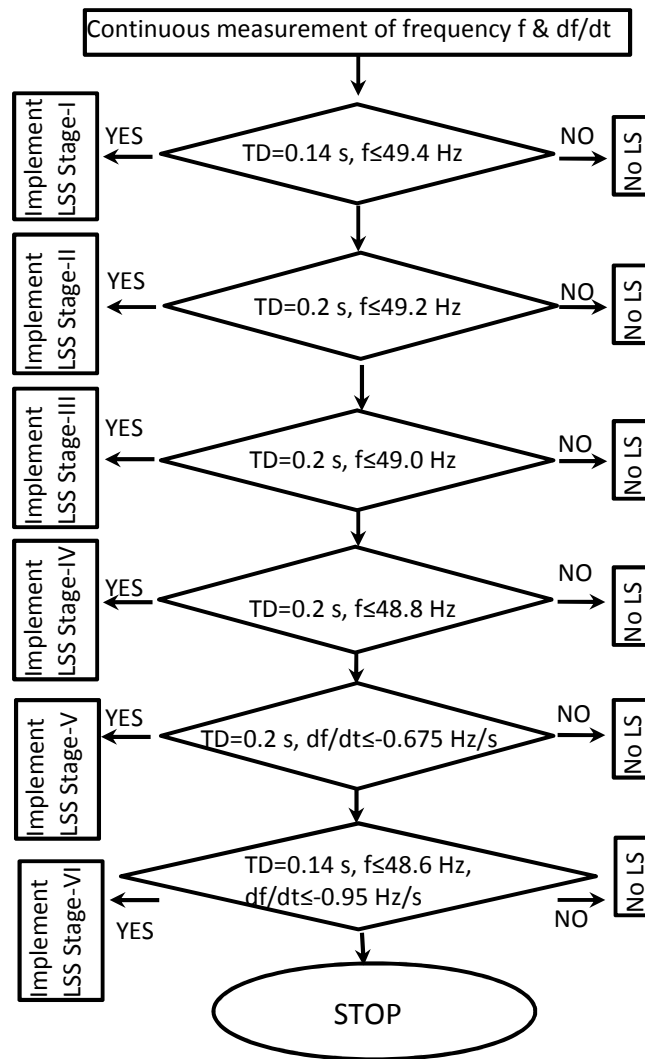 Continuous measurement of frequency f & df/dt
Implement
LSS Stage-I
YES
TD=0.14 s, f≤49.4 Hz
NO
No LS
Implement
LSS Stage-II
YES
TD=0.2 s, f≤49.2 Hz
NO
No LS
Implement
LSS Stage-III
YES
TD=0.2 s, f≤49.0 Hz
NO
No LS
Implement
LSS Stage-IV
YES
TD=0.2 s, f≤48.8 Hz
NO
No LS
Implement
LSS Stage-V
YES
TD=0.2 s, df/dt≤-0.675 Hz/s
NO
No LS
Implement
LSS Stage-VI
YES
TD=0.14 s, f≤48.6 Hz,
df/dt≤-0.95 Hz/s
NO
No LS
STOP